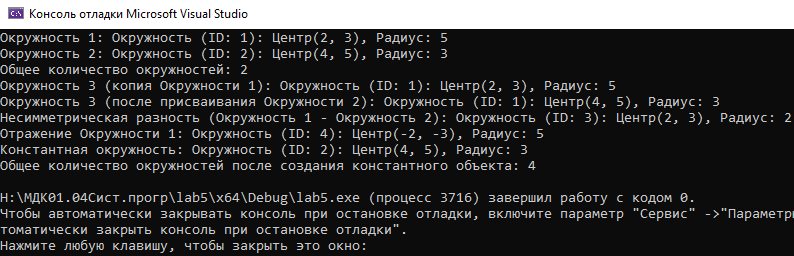 Консоль отладки Microsoft Visual Studio
Окружность 1: Окружность (ID: 1): Центр(2, 3), Радиус: 5
Окружность 2: Окружность (ID: 2): Центр(4, 5), Радиус: 3
Общее количество окружностей: 2
Окружность 3 (копия Окружности 1): Окружность (ID: 1): Центр(2, 3), Радиус: 5
Окружность 3 (после присваивания Окружности 2): Окружность (ID: 1): Центр(4, 5), Радиус: 3
Несимметрическая разность (Окружность 1 - Окружность 2): Окружность (ID: 3): Центр(2, 3), Радиус: 2
Отражение Окружности 1: Окружность (ID: 4): Центр(-2, -3), Радиус: 5
Константная окружность: Окружность (ID: 2): Центр(4, 5), Радиус: 3
Общее количество окружностей после создания константного объекта: 4
H:\МДК01.04Сист.прогр\lab5\x64\Debug\lab5.exe (процесс 3716) завершил работу с кодом 0.
Чтобы автоматически закрывать консоль при остановке отладки, включите параметр "Сервис" ->"Параметры
томатически закрыть консоль при остановке отладки".
Нажмите любую клавишу, чтобы закрыть это окно: